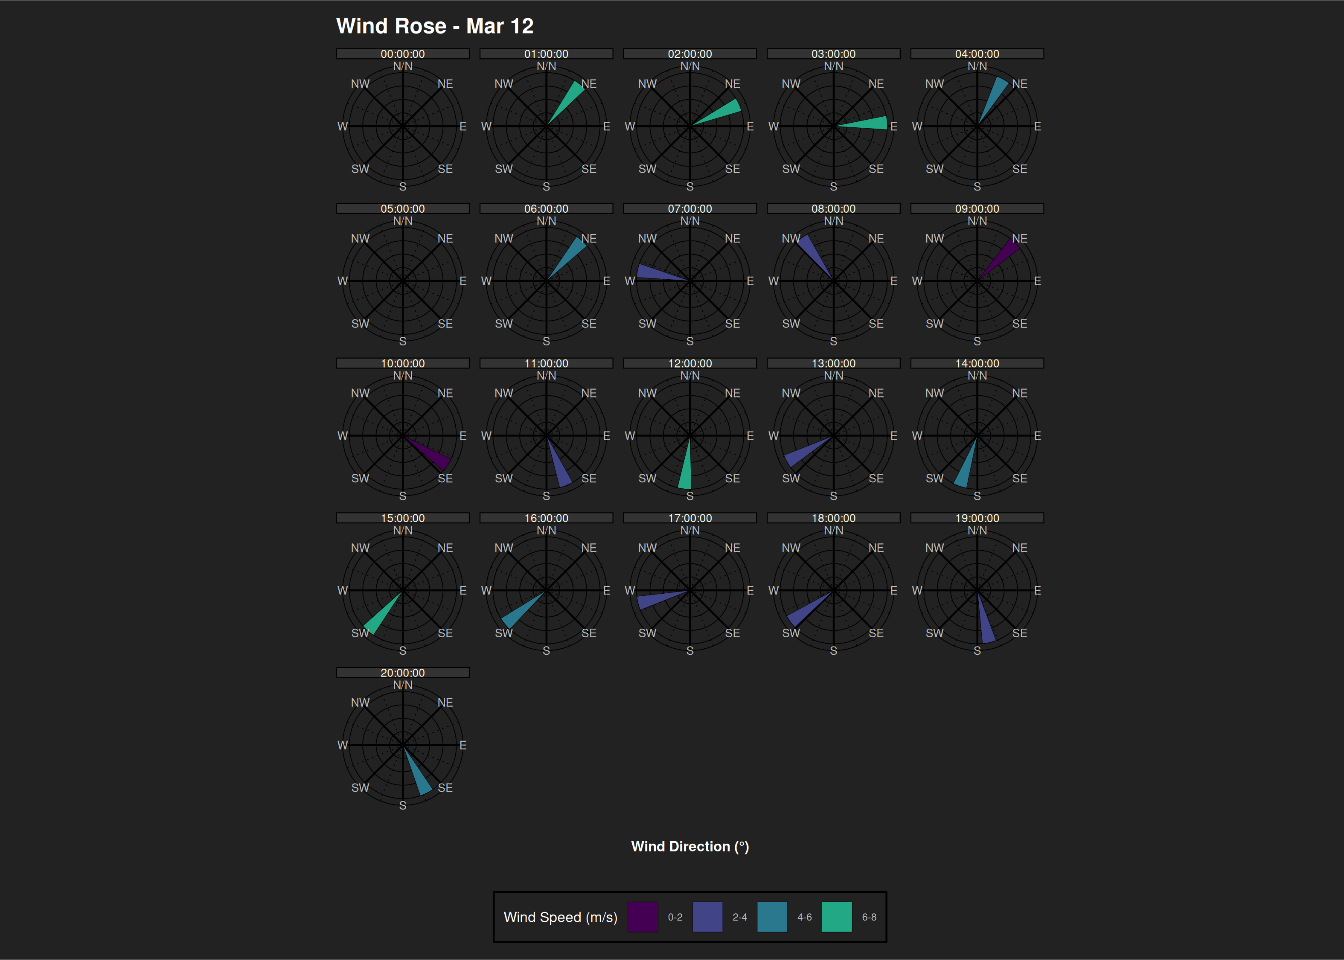 Wind Rose - Mar 12
00:00:00 01:00:00 02:00:00 03:00:00 04:00:00
N/N N/N N/N N/N N/N
NW NE NW NE NW NE NW NE NW NE
W E W E W E W E W E
SW SE SW SE SW SE SW SE SW SE
S S S S S
05:00:00 06:00:00 07:00:00 08:00:00 09:00:00
N/N N/N N/N N/N N/N
NW NE NW NE NW NE NW NE NW NE
W E W E W E W E W E
SW SE SW SE SW SE SW SE SW SE
S S S S S
10:00:00 11:00:00 12:00:00 13:00:00 14:00:00
N/N N/N N/N N/N N/N
NW NE NW NE NW NE NW NE NW NE
W E W E W E W E W E
SW SE SW SE SW SE SW SE SW SE
S S S S S
15:00:00 16:00:00 17:00:00 18:00:00 19:00:00
N/N N/N N/N N/N N/N
NW NE NW NE NW NE NW NE NW NE
W E W E W E W E W E
SW SE SW SE SW SE SW SE SW SE
S S S S S
20:00:00
N/N
NW NE
W E
SW SE
S
Wind Direction (°)
Wind Speed (m/s) 0-2 2-4 4-6 6-8